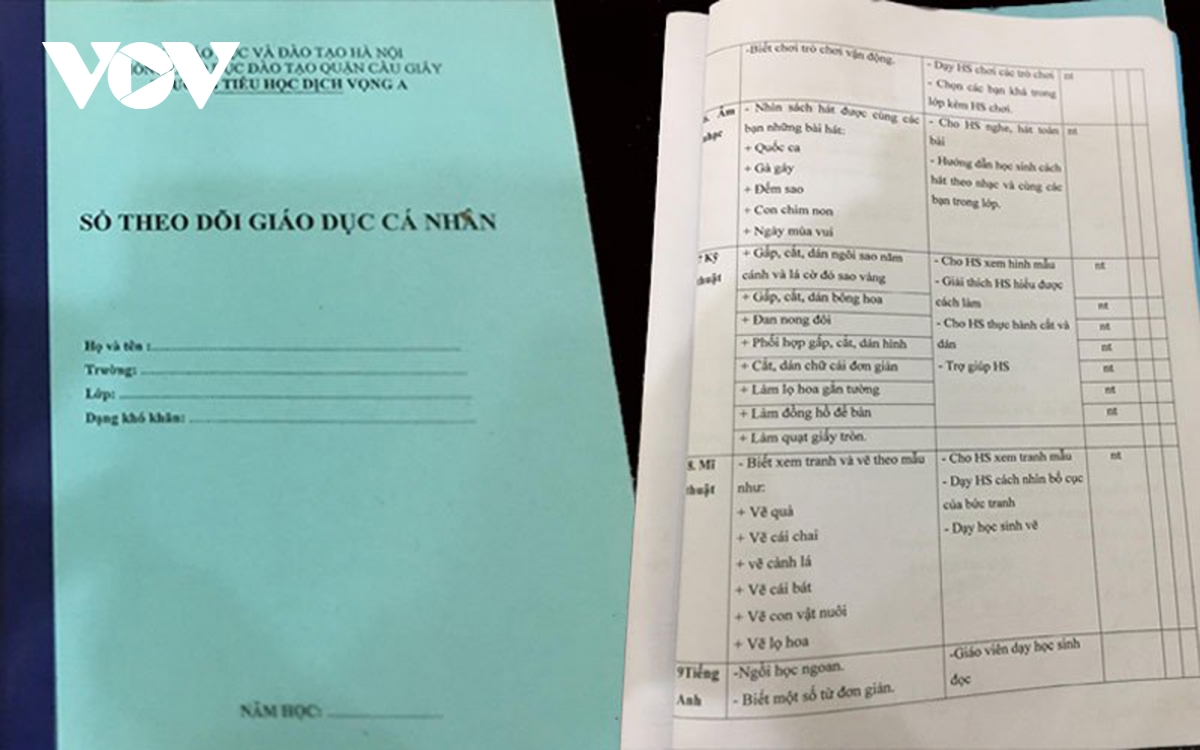 VOV
VÀ ĐÀO TẠO HÀ NỘI
ĐÀO TẠO QUẬN CẦU GIẤY
TIỂU HỌC DỊCH VỌNG A
SỔ THEO DÕI GIÁO DỤC CÁ NHÂN
Họ và tên :
Trường:
Lớp:
Dạng khó khăn:
NĂM HỌC:
-Biết chơi trò chơi vận động.
- Dạy HS chơi các trò chơi
- Chọn các bạn khá trong
lớp kèm HS chơi.
nt
Âm
nhạc
- Nhìn sách hát được cùng các
bạn những bài hát:
+ Quốc ca
+ Gà gáy
+ Đếm sao
+ Con chim non
+ Ngày mùa vui
- Cho HS nghe, hát toàn
bài
- Hướng dẫn học sinh cách
hát theo nhạc và cùng các
bạn trong lớp.
nt
Kỹ
thuật
+ Gấp, cắt, dán ngôi sao năm
cánh và lá cờ đỏ sao vàng
+ Gấp, cắt, dán bông hoa
+ Đan nong đôi
+ Phối hợp gấp, cắt, dán hình
+ Cắt, dán chữ cái đơn giản
+ Làm lọ hoa gắn tường
+ Làm đồng hồ để bàn
+ Làm quạt giấy tròn.
- Cho HS xem hình mẫu
- Giải thích HS hiểu được
cách làm
- Cho HS thực hành cắt và
dán
- Trợ giúp HS
nt
nt
nt
nt
nt
nt
8. Mĩ
thuật
- Biết xem tranh và vẽ theo mẫu
như:
+ Vẽ quả
+ Vẽ cái chai
+ vẽ cành lá
+ Vẽ cái bát
+ Vẽ con vật nuôi
+ Vẽ lọ hoa
- Cho HS xem tranh mẫu
- Dạy HS cách nhìn bố cục
của bức tranh
- Dạy học sinh vẽ
nt
9Tiếng
Anh
-Ngồi học ngoan.
- Biết một số từ đơn giản.
-Giáo viên dạy học sinh
đọc